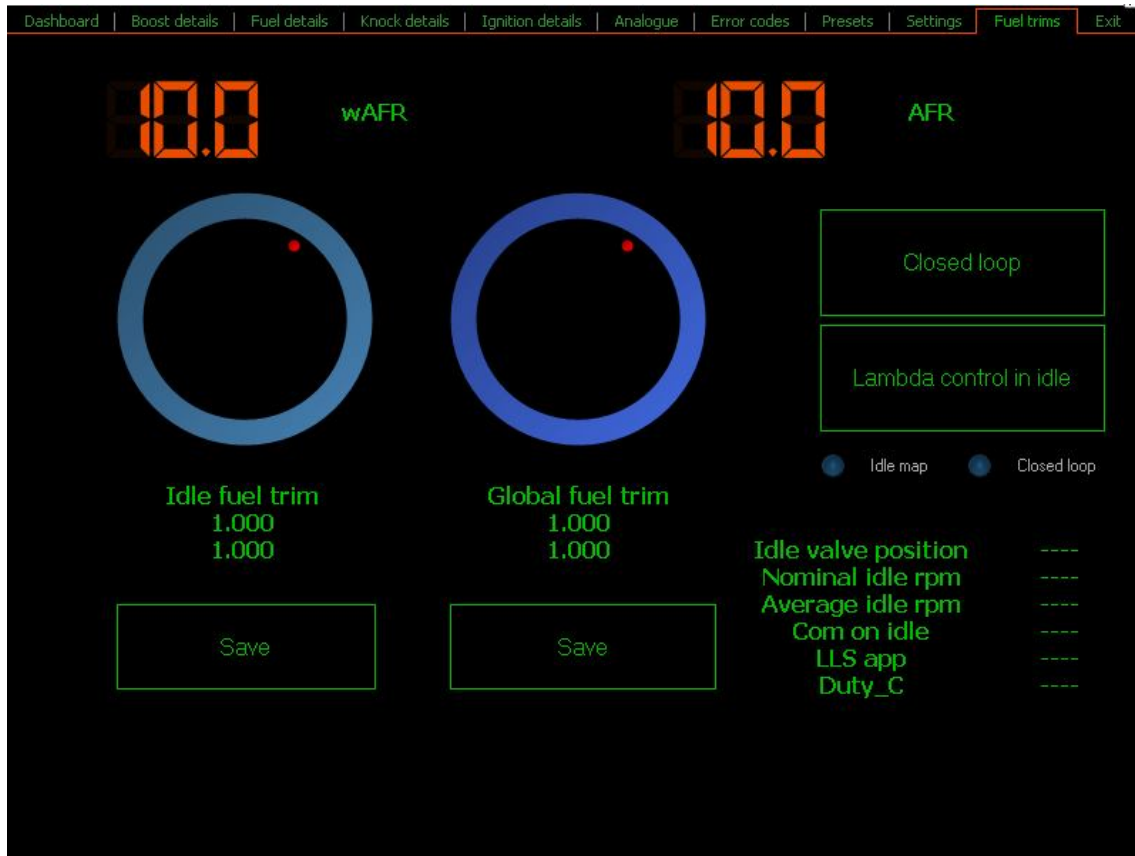 Dashboard | Boost details | Fuel details | Knock details | Ignition details | Analogue | Error codes | Presets | Settings | Fuel trims | Exit
10.0 wAFR 10.0 AFR
Closed loop
Lambda control in idle
Idle map Closed loop
Idle fuel trim Global fuel trim
1.000 1.000
1.000 1.000
Idle valve position ----
Nominal idle rpm ----
Average idle rpm ----
Com on idle ----
LLS app ----
Duty_C ----
Save Save